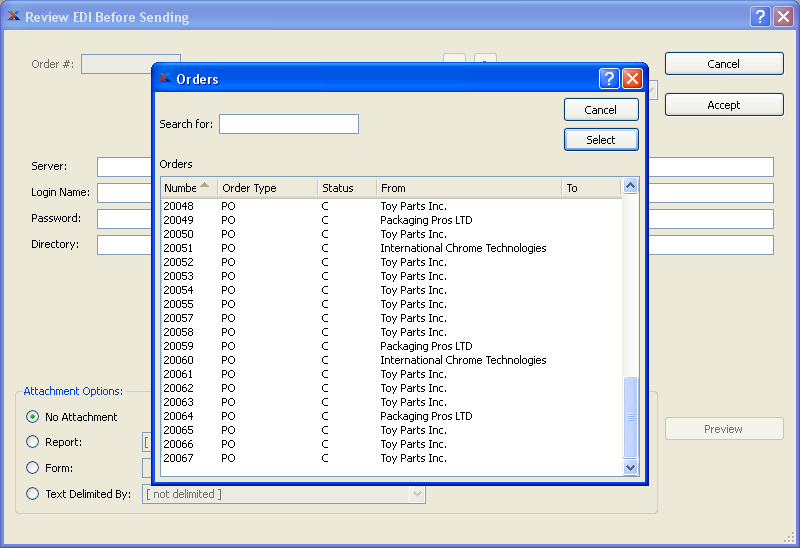 Review EDI Before Sending
Order #:
Cancel
Accept
Orders
Search for:
Cancel
Select
Orders
Numbe Order Type Status From To
20048 PO C Toy Parts Inc.
20049 PO C Packaging Pros LTD
20050 PO C Toy Parts Inc.
20051 PO C International Chrome Technologies
20052 PO C Toy Parts Inc.
20053 PO C Toy Parts Inc.
20054 PO C Toy Parts Inc.
20055 PO C Toy Parts Inc.
20057 PO C Toy Parts Inc.
20058 PO C Toy Parts Inc.
20059 PO C Packaging Pros LTD
20060 PO C International Chrome Technologies
20061 PO C Toy Parts Inc.
20062 PO C Toy Parts Inc.
20063 PO C Toy Parts Inc.
20064 PO C Packaging Pros LTD
20065 PO C Toy Parts Inc.
20066 PO C Toy Parts Inc.
20067 PO C Toy Parts Inc.
Server:
Login Name:
Password:
Directory:
Attachment Options:
No Attachment
Report: [
Form:
Text Delimited By: [ not delimited ]
Preview